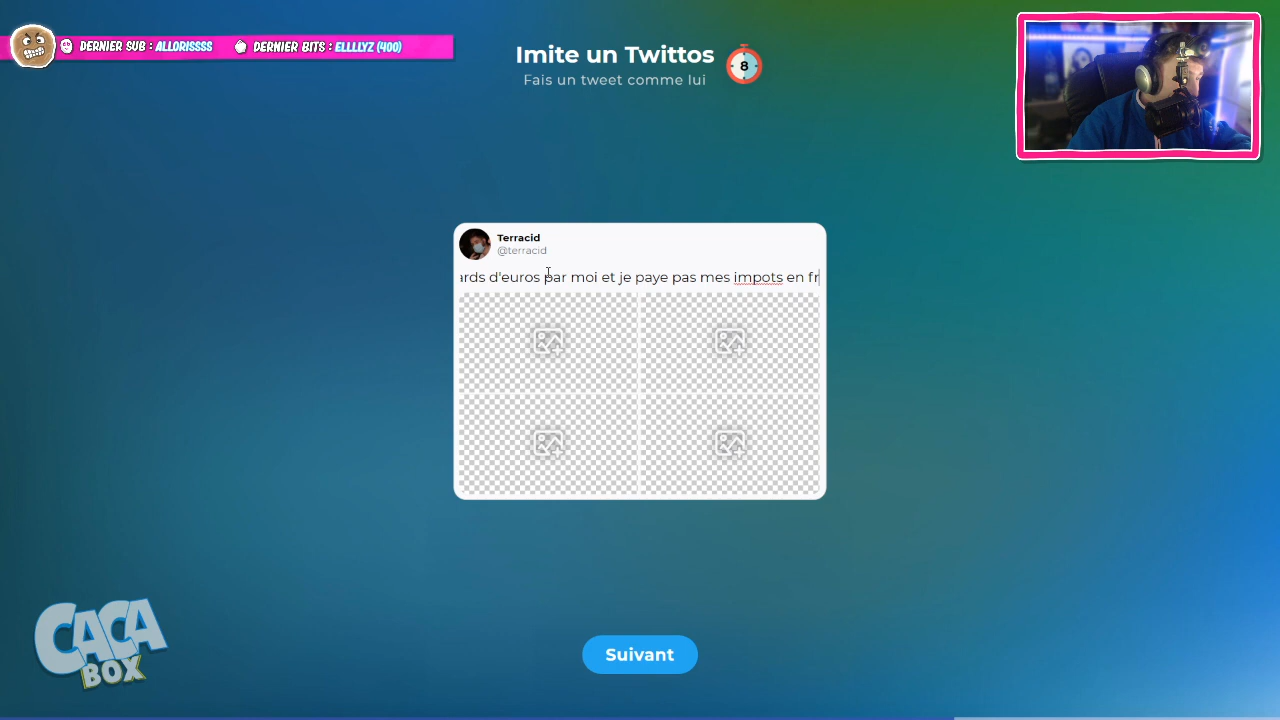 DERNIER SUB : ALLORISSSS DERNIER BITS : ELLLLYZ (400)
Imite un Twittos
8
Fais un tweet comme lui
Terracid
@terracid
ards d'euros par moi et je paye pas mes impots en fr
CACA
BOX
Suivant